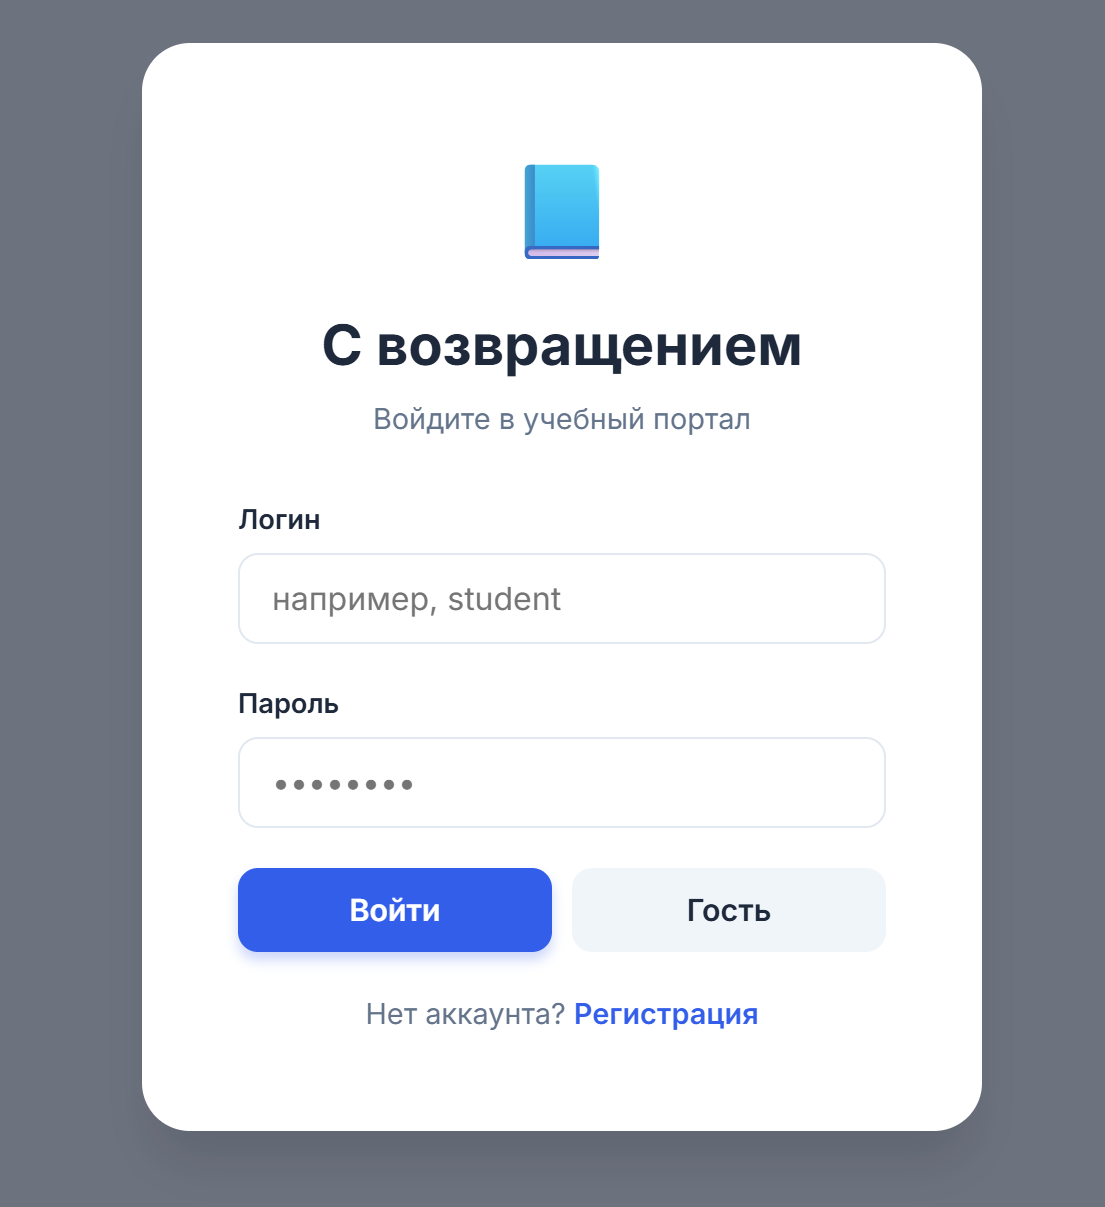 С возвращением
Войдите в учебный портал
Логин
например, student
Пароль
••••••••
Войти
Гость
Нет аккаунта? Регистрация